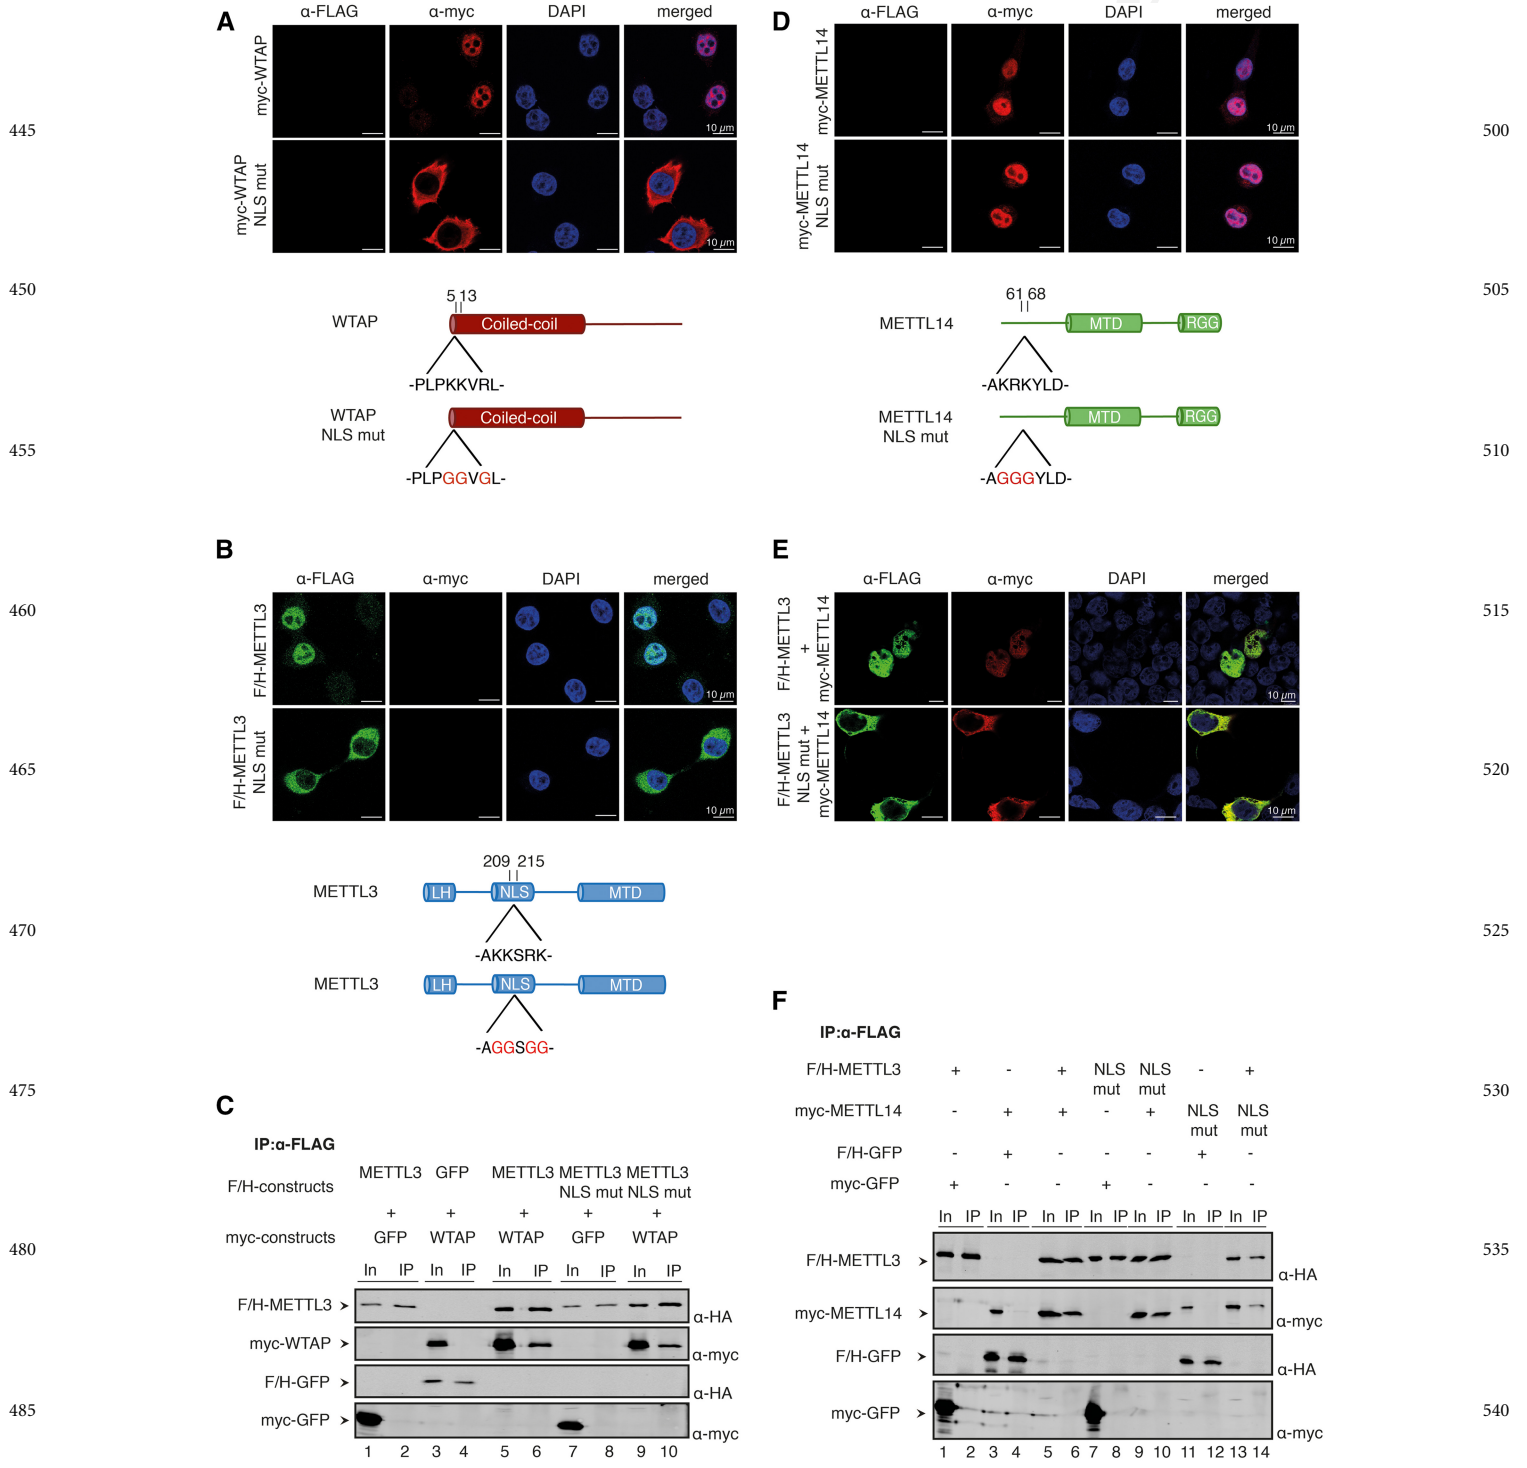 A
α-FLAG α-myc DAPI merged
myc-WTAP
10 µm
myc-WTAP
NLS mut
10 µm
5 13
WTAP Coiled-coil
-PLPKKVRL-
WTAP
NLS mut
Coiled-coil
-PLPGGVGL-
B
α-FLAG α-myc DAPI merged
F/H-METTL3
10 µm
F/H-METTL3
NLS mut
10 µm
209 215
METTL3 LH NLS MTD
-AKKSRK-
METTL3 LH NLS MTD
-AGGSGG-
C
IP:α-FLAG
F/H-constructs
METTL3 GFP METTL3 METTL3 METTL3
NLS mut NLS mut
+ + + + +
myc-constructs GFP WTAP WTAP GFP WTAP
In IP In IP In IP In IP In IP
F/H-METTL3 α-HA
myc-WTAP α-myc
F/H-GFP α-HA
myc-GFP α-myc
1 2 3 4 5 6 7 8 9 10
D
α-FLAG α-myc DAPI merged
myc-METTL14
10 µm
myc-METTL14
NLS mut
10 µm
61 68
METTL14 MTD RGG
-AKRKYLD-
METTL14
NLS mut
MTD RGG
-AGGGYLD-
E
α-FLAG α-myc DAPI merged
F/H-METTL3
+
myc-METTL14
10 µm
F/H-METTL3
NLS mut +
myc-METTL14
10 µm
F
IP:α-FLAG
F/H-METTL3 + - + NLS mut NLS mut - +
myc-METTL14 - + + - + NLS mut NLS mut
F/H-GFP - + - - - + -
myc-GFP + - - + - - -
In IP In IP In IP In IP In IP In IP In IP
F/H-METTL3 α-HA
myc-METTL14 α-myc
F/H-GFP α-HA
myc-GFP α-myc
1 2 3 4 5 6 7 8 9 10 11 12 13 14
445
450
455
460
465
470
475
480
485
500
505
510
515
520
525
530
535
540